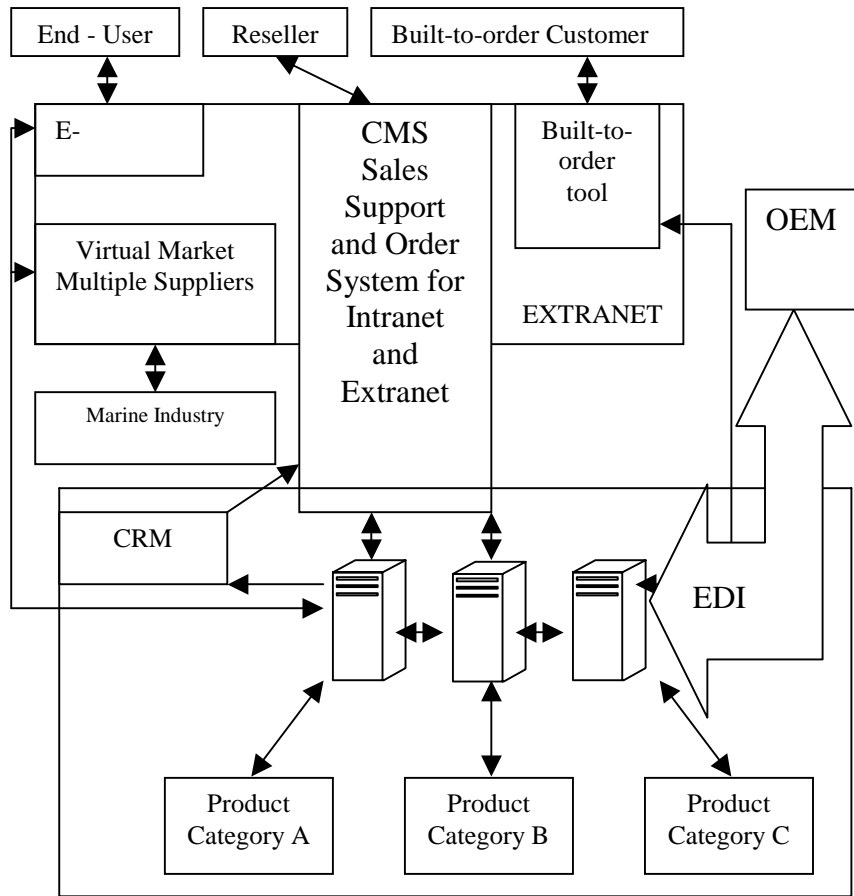 End - User
Reseller
Built-to-order Customer
E-
CMS
Sales
Support
and Order
System for
Intranet
and
Extranet
Built-to-
order
tool
OEM
Virtual Market
Multiple Suppliers
EXTRANET
Marine Industry
CRM
EDI
Product
Category A
Product
Category B
Product
Category C